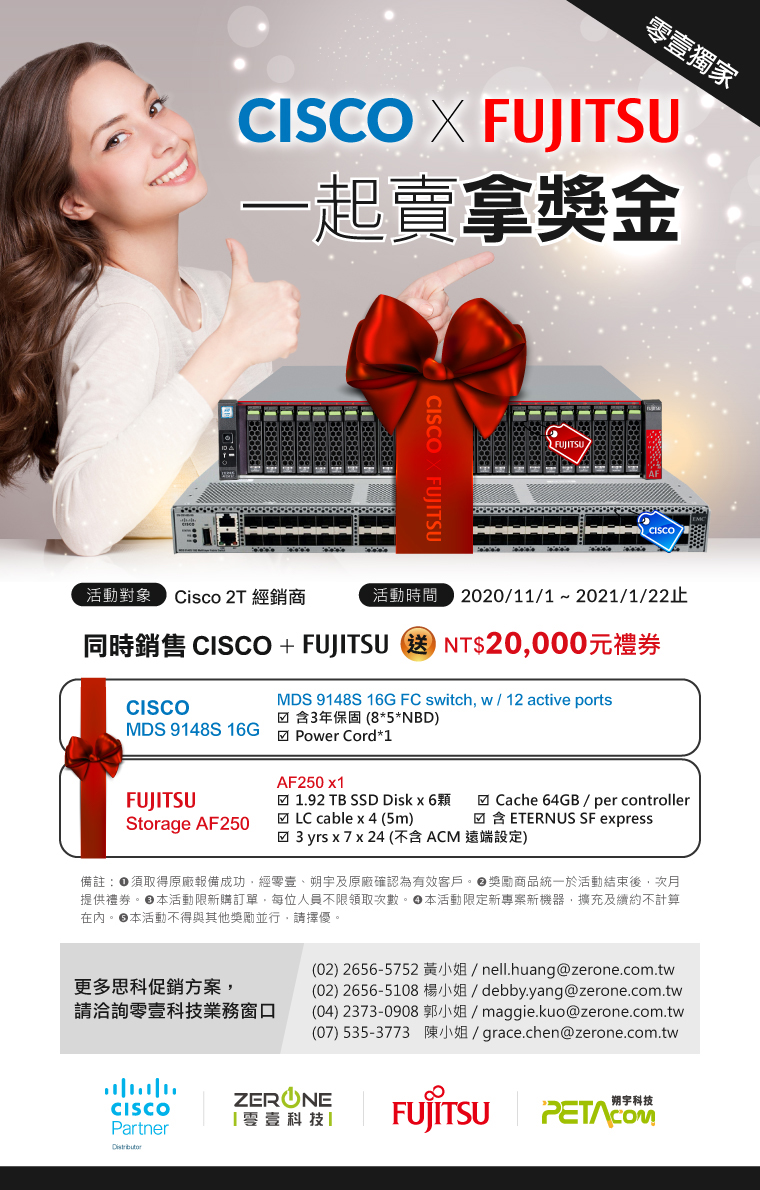 零壹獨家
CISCO X FUJITSU
一起賣拿獎金
CISCO X FUJITSU
FUJITSU
FUJITSU
AF
CISCO
EMC
CISCO
活動對象 Cisco 2T 經銷商 活動時間 2020/11/1 ~ 2021/1/22止
同時銷售 CISCO + FUJITSU 送 NT$20,000元禮券
CISCO
MDS 9148S 16G
MDS 9148S 16G FC switch, w / 12 active ports
☑ 含3年保固 (8*5*NBD)
☑ Power Cord*1
FUJITSU
Storage AF250
AF250 x1
☑ 1.92 TB SSD Disk x 6顆 ☑ Cache 64GB / per controller
☑ LC cable x 4 (5m) ☑ 含 ETERNUS SF express
☑ 3 yrs x 7 x 24 (不含 ACM 遠端設定)
備註：❶須取得原廠報備成功，經零壹、朔宇及原廠確認為有效客戶。❷獎勵商品統一於活動結束後，次月
提供禮券。❸本活動限新購訂單，每位人員不限領取次數。❹本活動限定新專案新機器，擴充及續約不計算
在內。❺本活動不得與其他獎勵並行，請擇優。
更多思科促銷方案，
請洽詢零壹科技業務窗口
(02) 2656-5752 黃小姐 / nell.huang@zerone.com.tw
(02) 2656-5108 楊小姐 / debby.yang@zerone.com.tw
(04) 2373-0908 郭小姐 / maggie.kuo@zerone.com.tw
(07) 535-3773 陳小姐 / grace.chen@zerone.com.tw
CISCO
Partner
Distributor
ZERONE
零壹科技
FUJITSU
朔宇科技
PETAcom